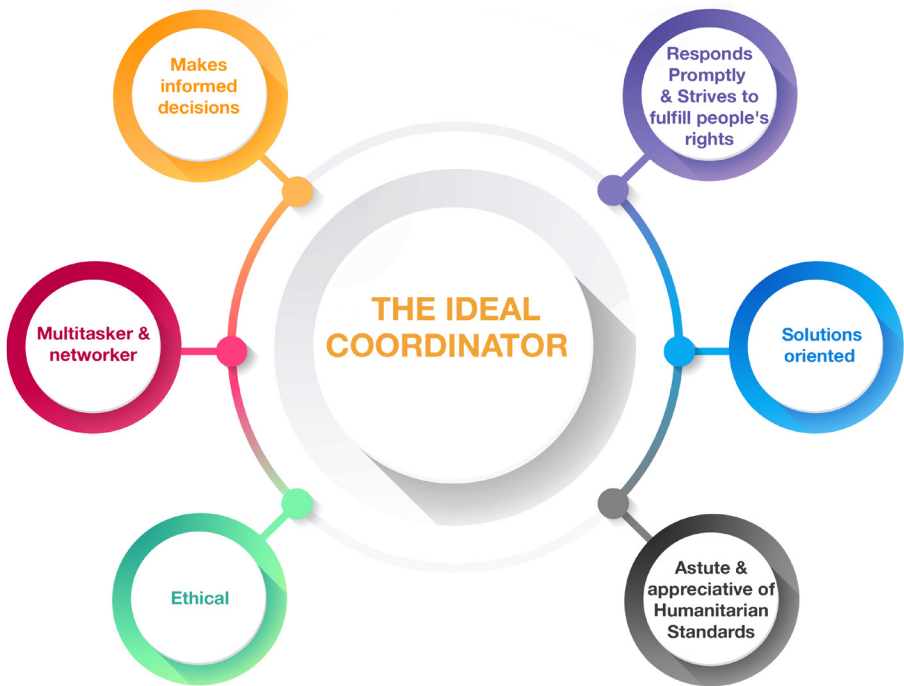 Makes
informed
decisions
Responds
Promptly
& Strives to
fulfill people's
rights
Multitasker &
networker
THE IDEAL
COORDINATOR
Solutions
oriented
Ethical
Astute &
appreciative of
Humanitarian
Standards